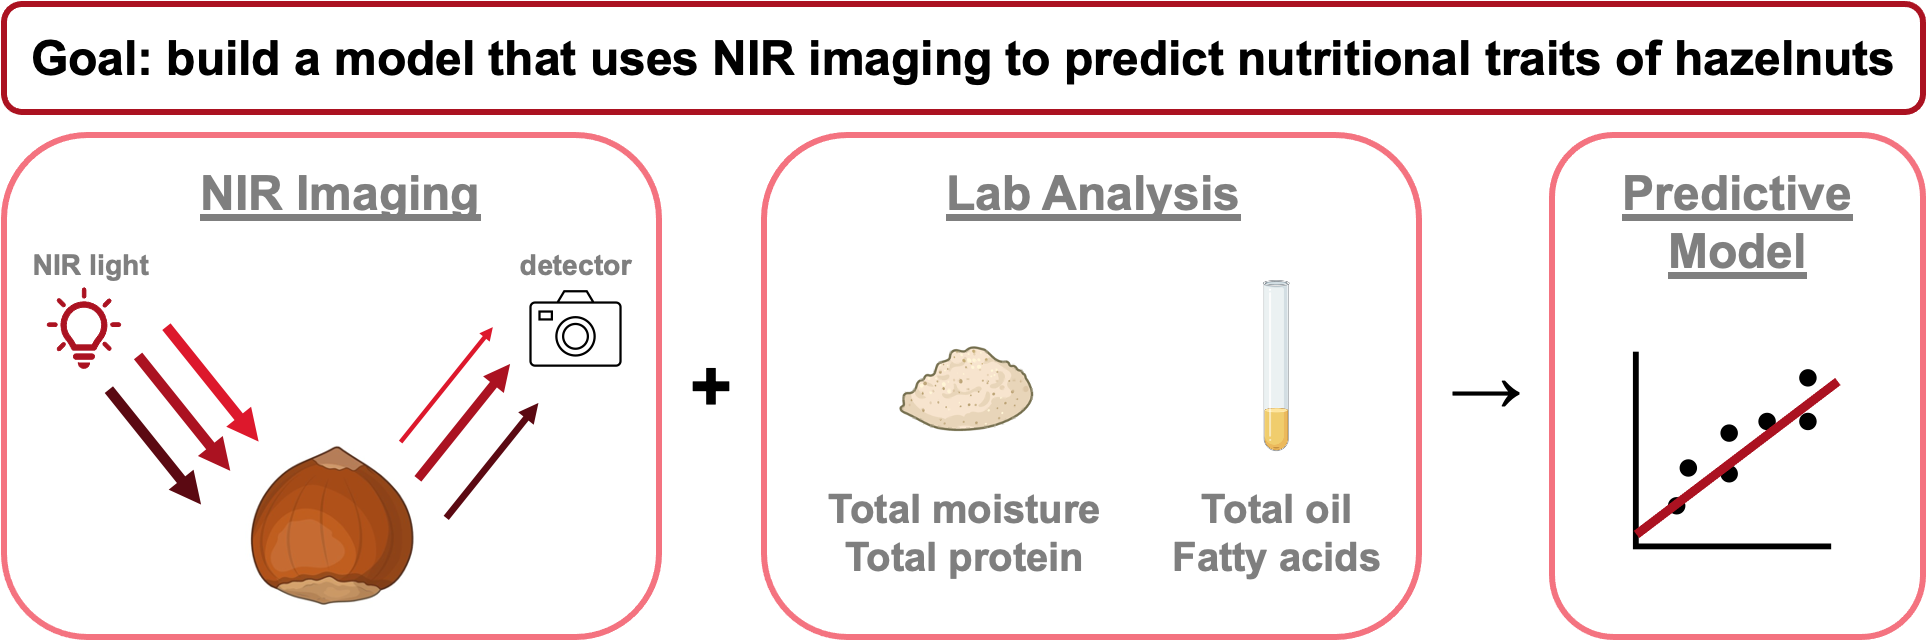 Goal: build a model that uses NIR imaging to predict nutritional traits of hazelnuts
NIR Imaging
NIR light
detector
+
Lab Analysis
Total moisture
Total protein
Total oil
Fatty acids
→
Predictive
Model